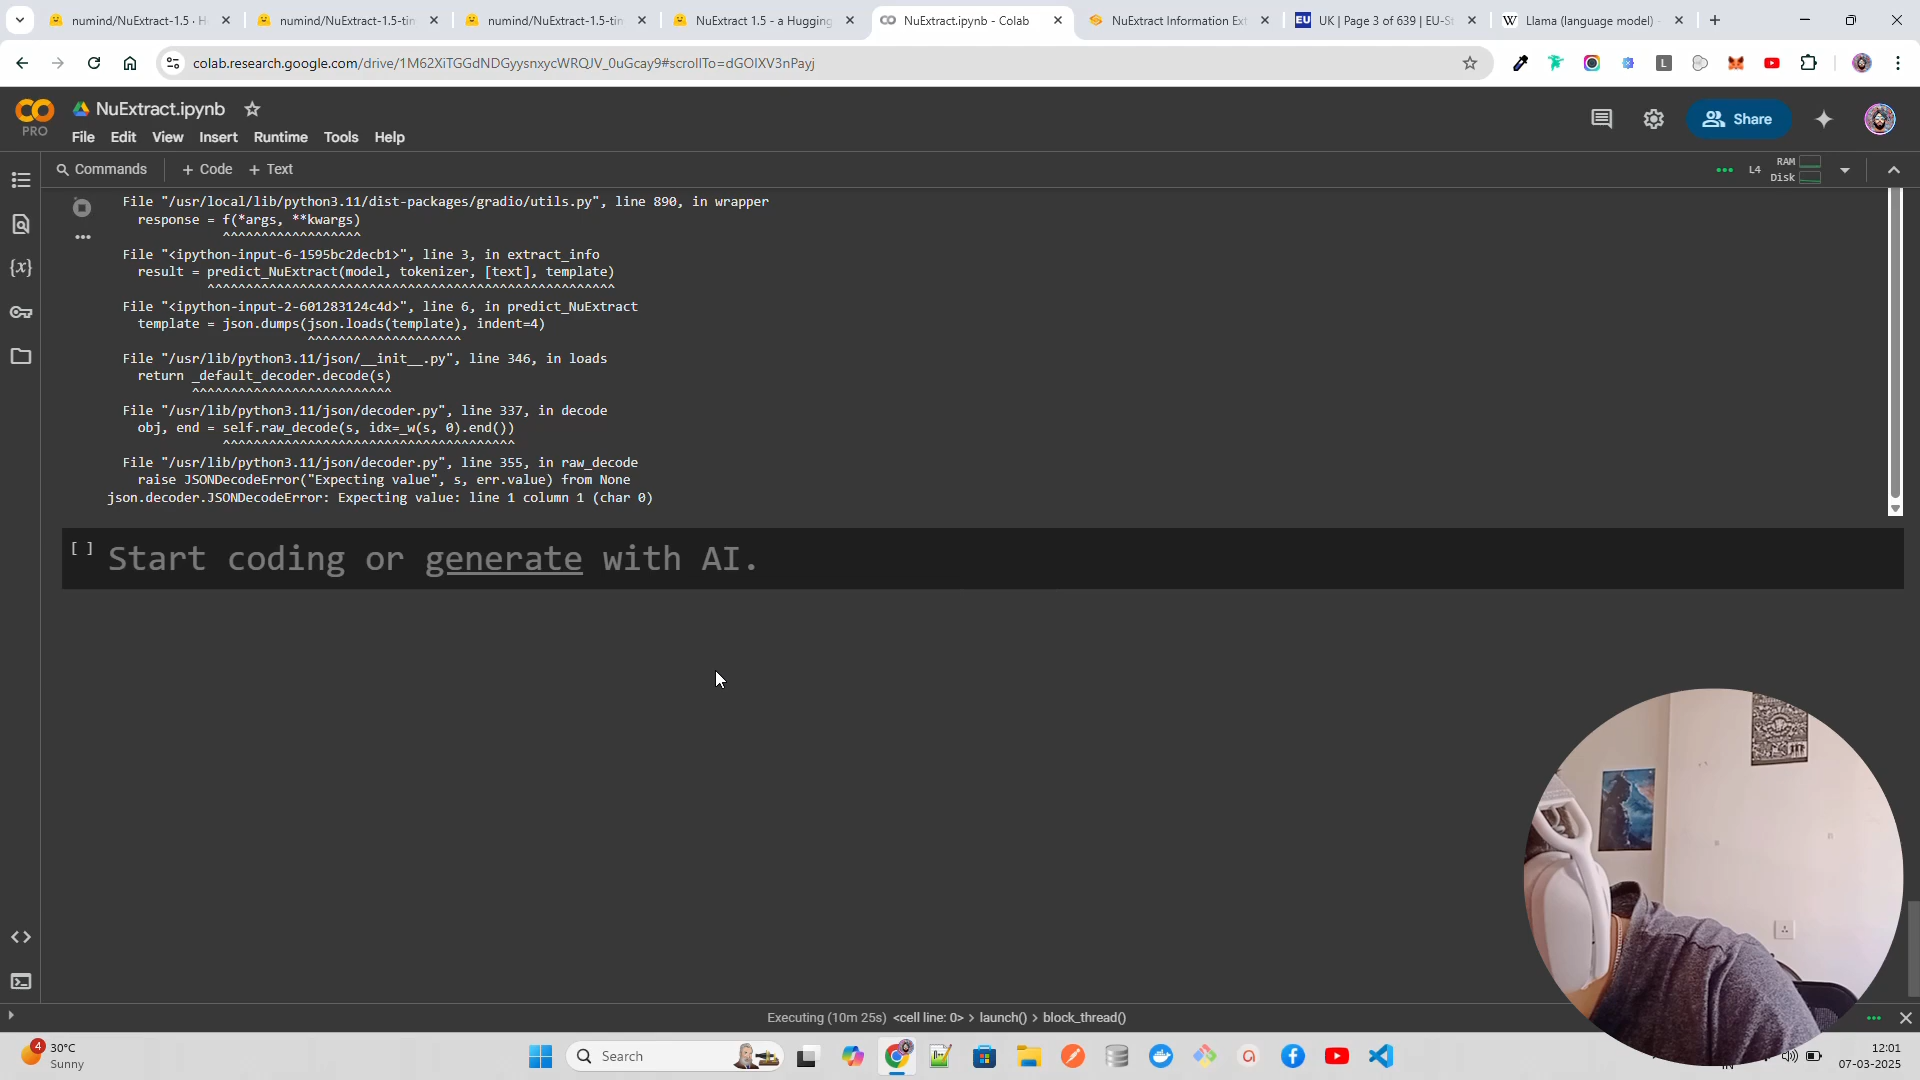 numind/NuExtract-1.5 · H
numind/NuExtract-1.5-tin
numind/NuExtract-1.5-tin
NuExtract 1.5 - a Hugging
NuExtract.ipynb - Colab
NuExtract Information Ext
EU
UK | Page 3 of 639 | EU-St
W
Llama (language model) -
colab.research.google.com/drive/1M62XiTGGdNDGyysnxycWRQJV_0uGcay9#scrollTo=dGOIXV3nPayj
L
PRO
NuExtract.ipynb
File Edit View Insert Runtime Tools Help
Share
Commands
+ Code + Text
L4
RAM
Disk
File "/usr/local/lib/python3.11/dist-packages/gradio/utils.py", line 890, in wrapper
response = f(*args, **kwargs)
^^^^^^^^^^^^^^^^^^
File "<ipython-input-6-1595bc2decb1>", line 3, in extract_info
result = predict_NuExtract(model, tokenizer, [text], template)
^^^^^^^^^^^^^^^^^^^^^^^^^^^^^^^^^^^^^^^^^^^^^^^^^^^^^
File "<ipython-input-2-601283124c4d>", line 6, in predict_NuExtract
template = json.dumps(json.loads(template), indent=4)
^^^^^^^^^^^^^^^^^^^^
File "/usr/lib/python3.11/json/__init__.py", line 346, in loads
return _default_decoder.decode(s)
^^^^^^^^^^^^^^^^^^^^^^^^^^
File "/usr/lib/python3.11/json/decoder.py", line 337, in decode
obj, end = self.raw_decode(s, idx=_w(s, 0).end())
^^^^^^^^^^^^^^^^^^^^^^^^^^^^^^^^^^^^^^
File "/usr/lib/python3.11/json/decoder.py", line 355, in raw_decode
raise JSONDecodeError("Expecting value", s, err.value) from None
json.decoder.JSONDecodeError: Expecting value: line 1 column 1 (char 0)
[ ] Start coding or generate with AI.
Executing (10m 25s) <cell line: 0> > launch() > block_thread()
4
30°C
Sunny
Search
IN
12:01
07-03-2025